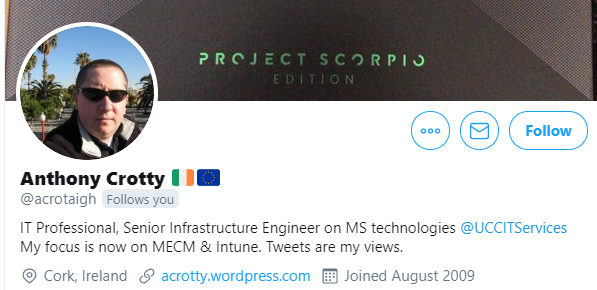 PROJECT SCORPIO
EDITION
Follow
Anthony Crotty
@acrotaigh Follows you
IT Professional, Senior Infrastructure Engineer on MS technologies @UCCITServices
My focus is now on MECM & Intune. Tweets are my views.
Cork, Ireland acrotty.wordpress.com Joined August 2009